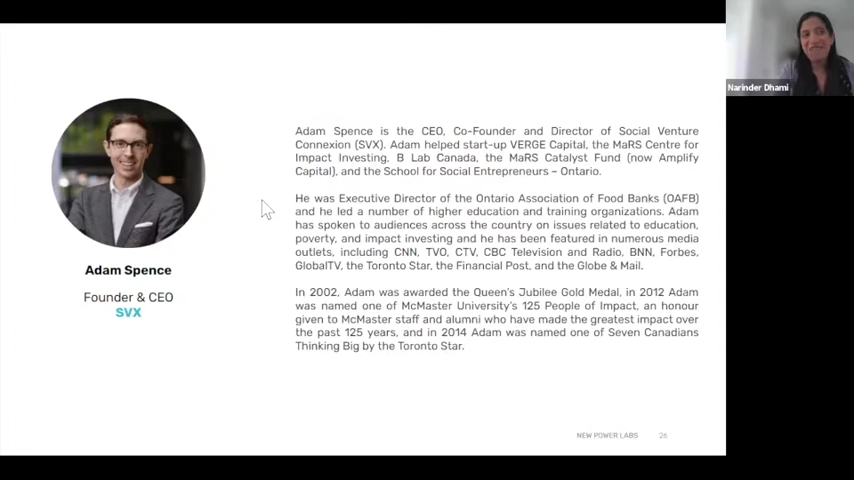 Narinder Dhami
Adam Spence is the CEO, Co-Founder and Director of Social Venture
Connexion (SVX). Adam helped start-up VERGE Capital, the MaRS Centre for
Impact Investing, B Lab Canada, the MaRS Catalyst Fund (now Amplify
Capital), and the School for Social Entrepreneurs – Ontario.
He was Executive Director of the Ontario Association of Food Banks (OAFB)
and he led a number of higher education and training organizations. Adam
has spoken to audiences across the country on issues related to education,
poverty, and impact investing and he has been featured in numerous media
outlets, including CNN, TVO, CTV, CBC Television and Radio, BNN, Forbes,
GlobalTV, the Toronto Star, the Financial Post, and the Globe & Mail.
In 2002, Adam was awarded the Queen's Jubilee Gold Medal, in 2012 Adam
was named one of McMaster University's 125 People of Impact, an honour
given to McMaster staff and alumni who have made the greatest impact over
the past 125 years, and in 2014 Adam was named one of Seven Canadians
Thinking Big by the Toronto Star.
Adam Spence
Founder & CEO
SVX
NEW POWER LABS 26